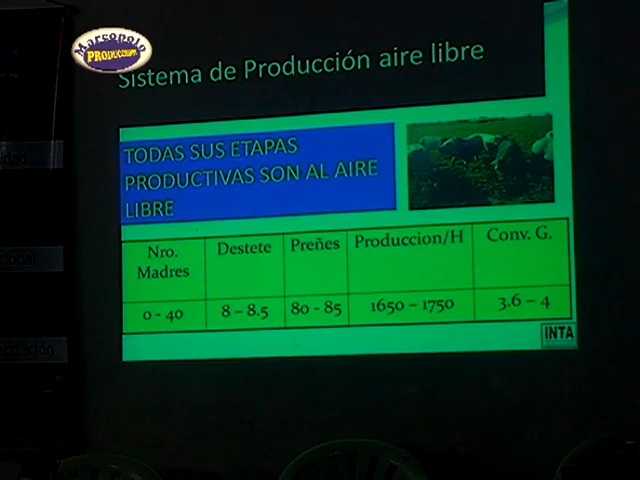 Marsopolo
PRODUCCIONES
Sistema de Producción aire libre
TODAS SUS ETAPAS
PRODUCTIVAS SON AL AIRE
LIBRE
Nro. Madres Destete Preñes Produccion/H Conv. G.
0 - 40 8 – 8.5 80 - 85 1650 – 1750 3.6 – 4
INTA